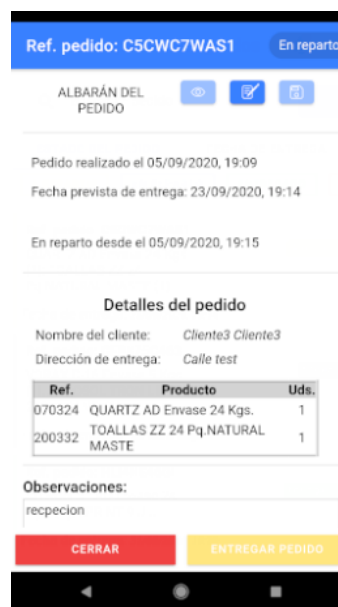 Ref. pedido: C5CWC7WAS1 En reparto
ALBARÁN DEL
PEDIDO
Pedido realizado el 05/09/2020, 19:09
Fecha prevista de entrega: 23/09/2020, 19:14
En reparto desde el 05/09/2020, 19:15
Detalles del pedido
Nombre del cliente: Cliente3 Cliente3
Dirección de entrega: Calle test
Ref. Producto Uds.
070324 QUARTZ AD Envase 24 Kgs. 1
200332 TOALLAS ZZ 24 Pq.NATURAL MASTE 1
Observaciones:
recpecion
CERRAR ENTREGAR PEDIDO